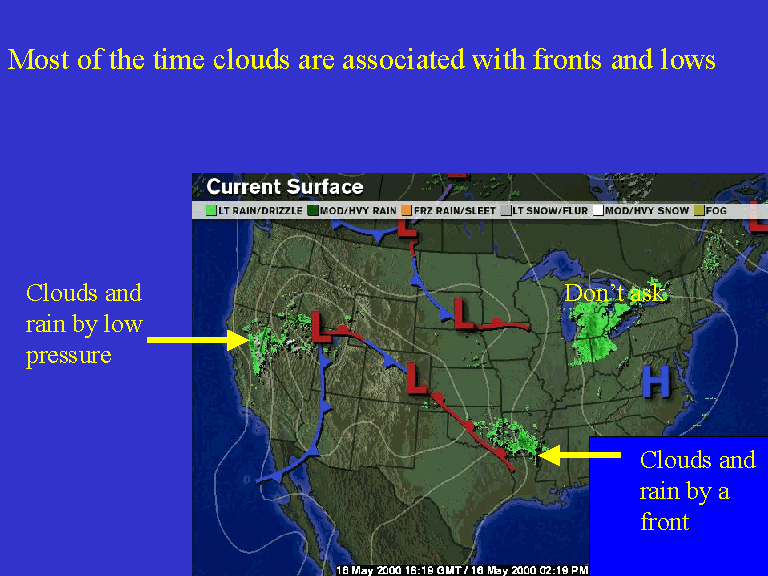 Most of the time clouds are associated with fronts and lows
Current Surface
LT RAIN/DRIZZLE MOD/HVY RAIN FRZ RAIN/SLEET LT SNOW/FLUR MOD/HVY SNOW FOG
L
L
L
Clouds and
rain by low
pressure
Don't ask
L
L
L
H
Clouds and
rain by a
front
16 May 2000 18:19 GMT / 16 May 2000 02:19 PM